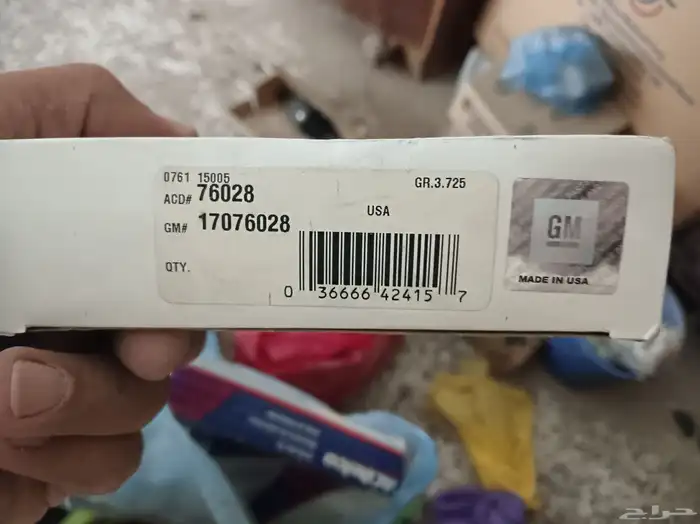 0761 15005
GR.3.725
ACD# 76028
USA
GM# 17076028
QTY.
0 36666 42415 7
GM
MADE IN USA
حراج